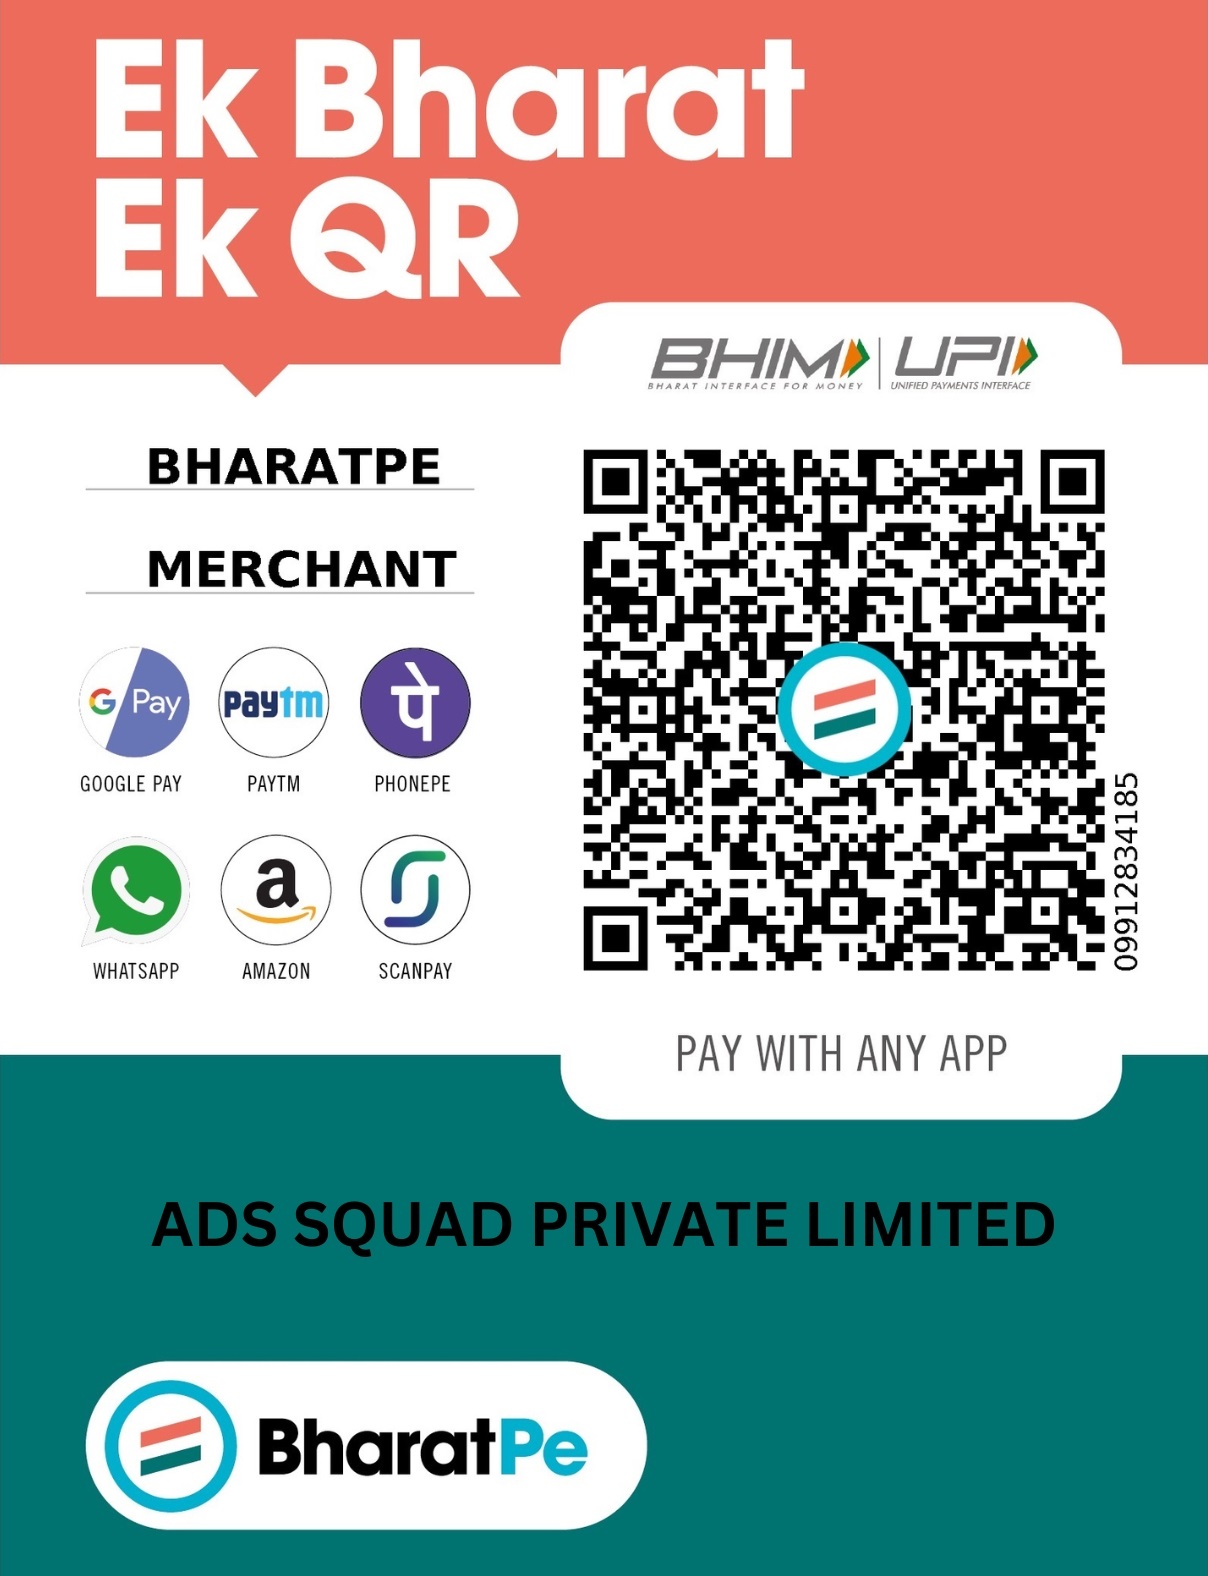 Ek Bharat
Ek QR
BHIM UPI
BHARAT INTERFACE FOR MONEY UNIFIED PAYMENTS INTERFACE
BHARATPE
MERCHANT
G Pay paytm पे
GOOGLE PAY PAYTM PHONEPE
a
WHATSAPP AMAZON SCANPAY
09912834185
PAY WITH ANY APP
ADS SQUAD PRIVATE LIMITED
BharatPe